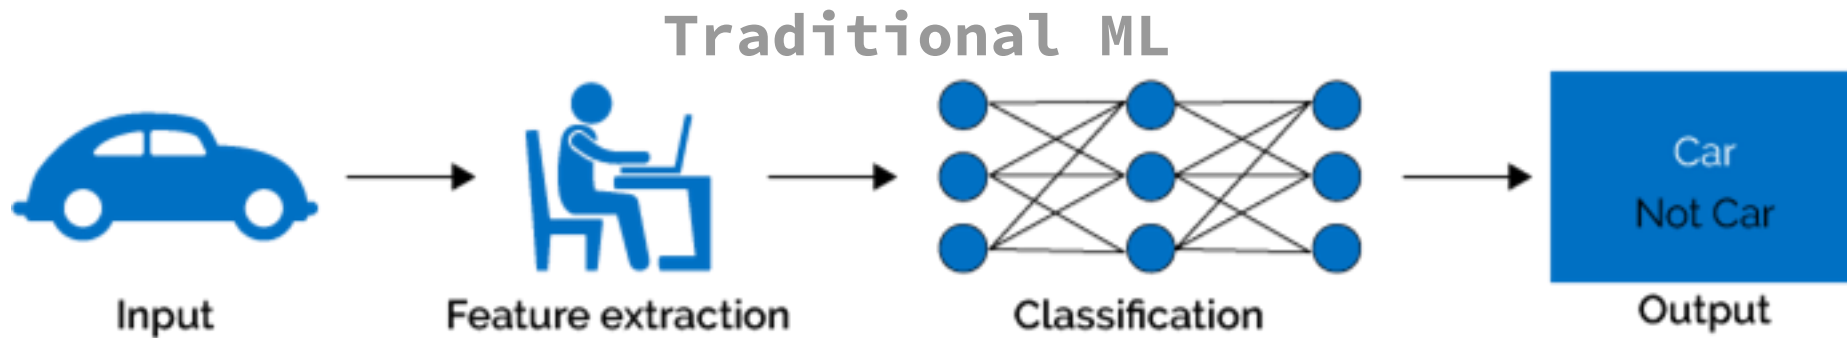 Traditional ML
Car
Not Car
Input
Feature extraction
Classification
Output